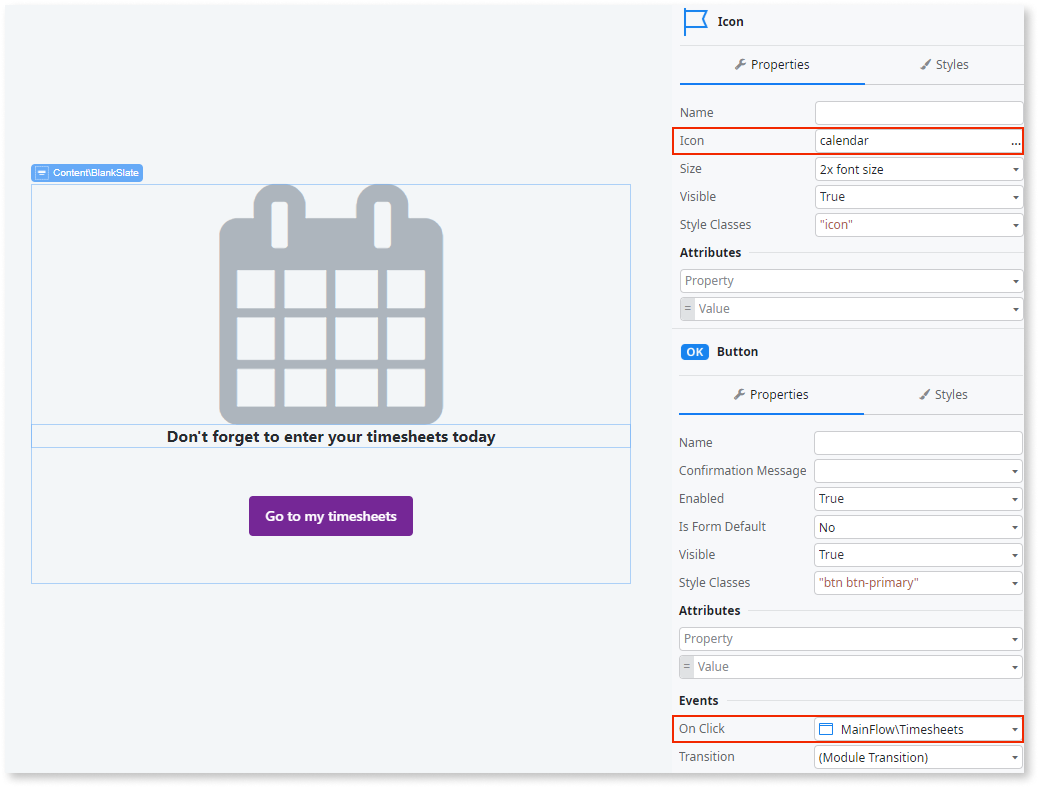 Content\BlankSlate
Don't forget to enter your timesheets today
Go to my timesheets
Icon
Properties
Styles
Name
Icon calendar ...
Size 2x font size
Visible True
Style Classes "icon"
Attributes
Property
= Value
OK Button
Properties
Styles
Name
Confirmation Message
Enabled True
Is Form Default No
Visible True
Style Classes "btn btn-primary"
Attributes
Property
= Value
Events
On Click MainFlow\Timesheets
Transition (Module Transition)